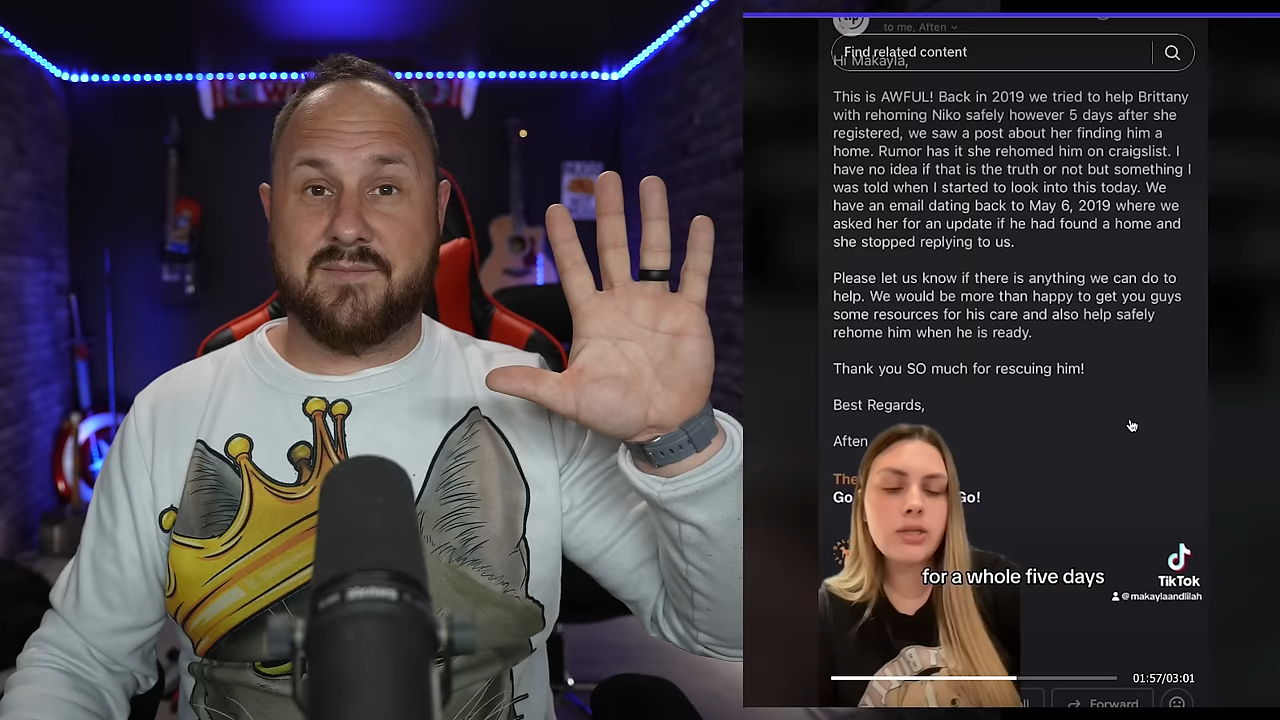 to me, Aften
Find related content
Hi Makayla,
This is AWFUL! Back in 2019 we tried to help Brittany
with rehoming Niko safely however 5 days after she
registered, we saw a post about her finding him a
home. Rumor has it she rehomed him on craigslist. I
have no idea if that is the truth or not but something I
was told when I started to look into this today. We
have an email dating back to May 6, 2019 where we
asked her for an update if he had found a home and
she stopped replying to us.
Please let us know if there is anything we can do to
help. We would be more than happy to get you guys
some resources for his care and also help safely
rehome him when he is ready.
Thank you SO much for rescuing him!
Best Regards,
Aften
The
Go Go!
for a whole five days
TikTok
@makaylaandlilah
01:57/03:01
Forward